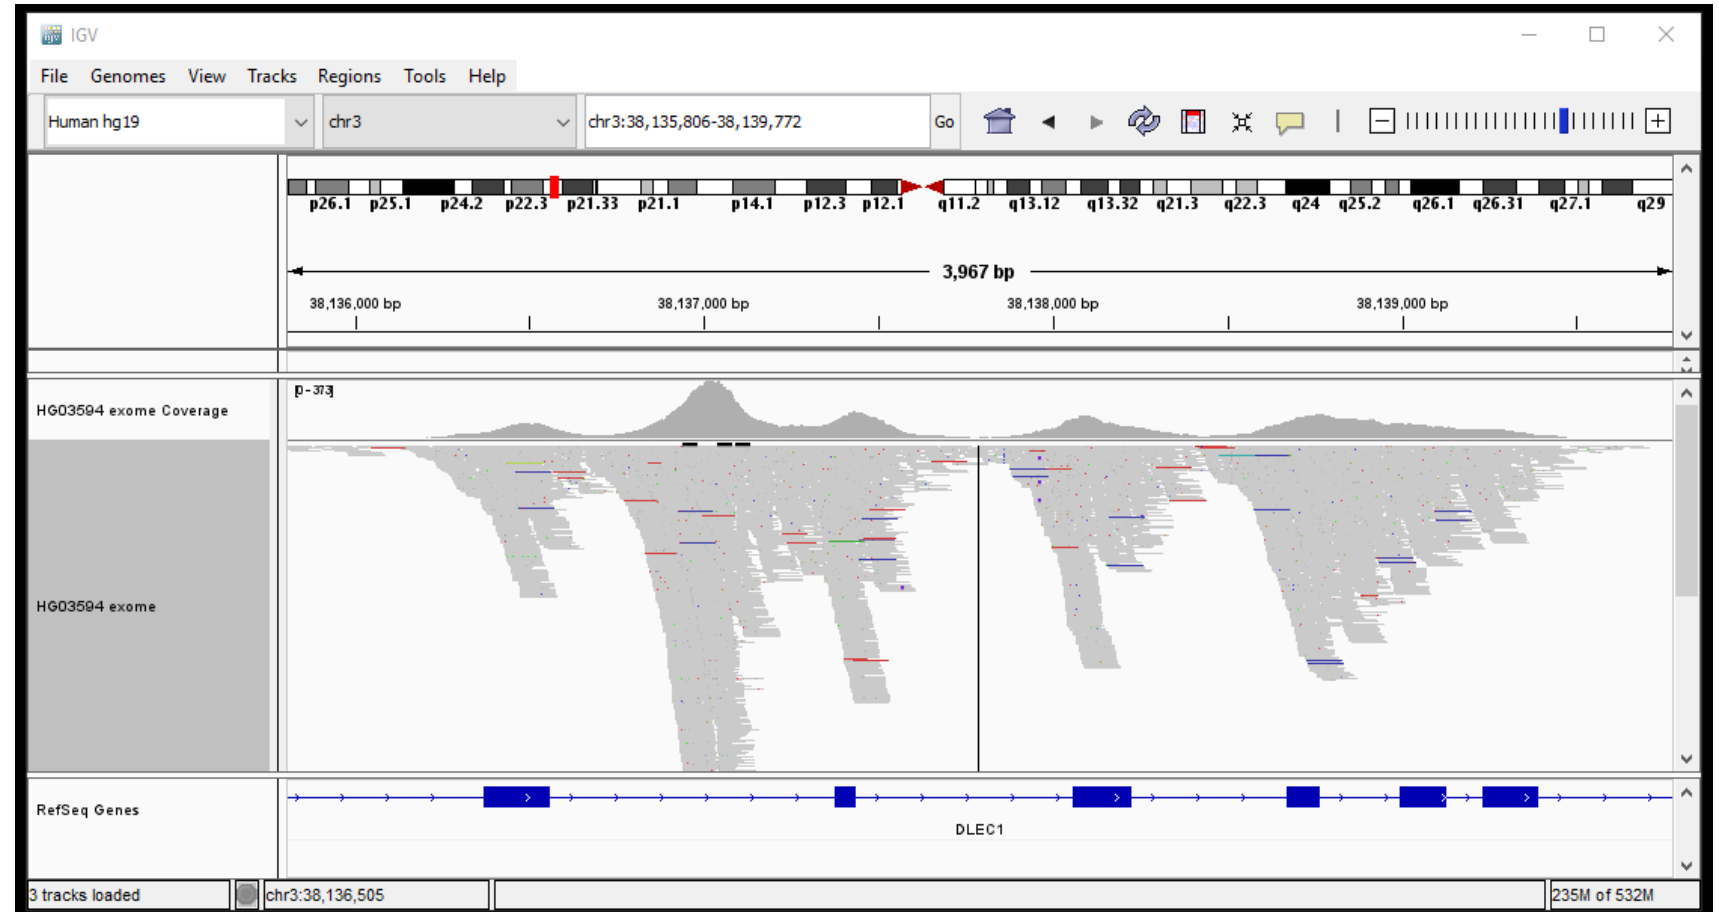 IGV
File Genomes View Tracks Regions Tools Help
Human hg19 chr3 chr3:38,135,806-38,139,772 Go
p26.1 p25.1 p24.2 p22.3 p21.33 p21.1 p14.1 p12.3 p12.1 q11.2 q13.12 q13.32 q21.3 q22.3 q24 q25.2 q26.1 q26.31 q27.1 q29
3,967 bp
38,136,000 bp 38,137,000 bp 38,138,000 bp 38,139,000 bp
[0-373]
HG03594 exome Coverage
HG03594 exome
RefSeq Genes
DLEC1
3 tracks loaded chr3:38,136,505 235M of 532M